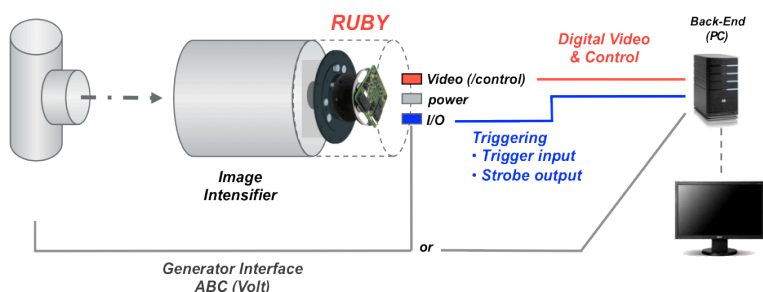 RUBY
Back-End
(PC)
Digital Video
& Control
Video (/control)
power
I/O
Triggering
• Trigger input
• Strobe output
Image
Intensifier
or
Generator Interface
ABC (Volt)